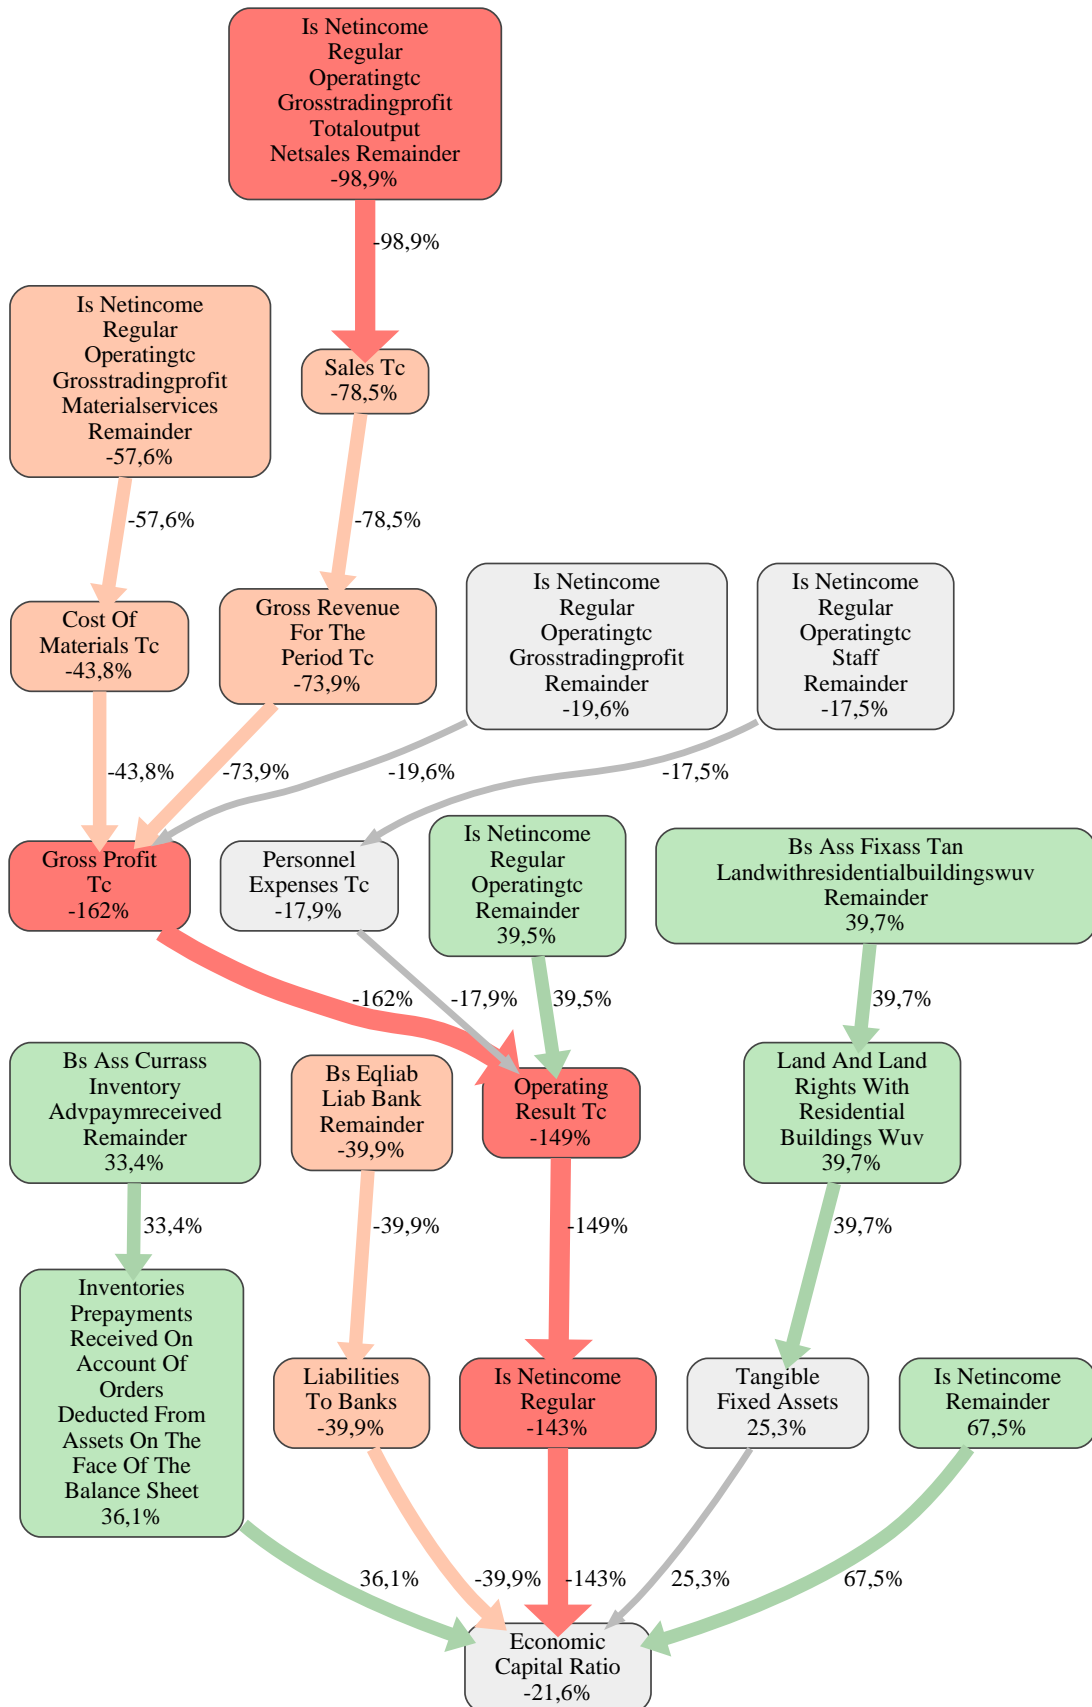 Is Netincome
Regular
Operatingtc
Grosstradingprofit
Totaloutput
Netsales Remainder
-98,9%
-98,9%
Is Netincome
Regular
Operatingtc
Grosstradingprofit
Materialservices
Remainder
-57,6%
Sales Tc
-78,5%
-57,6%
-78,5%
Cost Of
Materials Tc
-43,8%
Gross Revenue
For The
Period Tc
-73,9%
Is Netincome
Regular
Operatingtc
Grosstradingprofit
Remainder
-19,6%
Is Netincome
Regular
Operatingtc
Staff
Remainder
-17,5%
-43,8%
-73,9%
-19,6%
-17,5%
Gross Profit
Tc
-162%
Personnel
Expenses Tc
-17,9%
Is Netincome
Regular
Operatingtc
Remainder
39,5%
Bs Ass Fixass Tan
Landwithresidentialbuildingswuv
Remainder
39,7%
-162%
-17,9%
39,5%
39,7%
Bs Ass Currass
Inventory
Advpaymreceived
Remainder
33,4%
Bs Eqliab
Liab Bank
Remainder
-39,9%
Operating
Result Tc
-149%
Land And Land
Rights With
Residential
Buildings Wuv
39,7%
33,4%
-39,9%
-149%
39,7%
Inventories
Prepayments
Received On
Account Of
Orders
Deducted From
Assets On The
Face Of The
Balance Sheet
36,1%
Liabilities
To Banks
-39,9%
Is Netincome
Regular
-143%
Tangible
Fixed Assets
25,3%
Is Netincome
Remainder
67,5%
36,1%
-39,9%
-143%
25,3%
67,5%
Economic
Capital Ratio
-21,6%